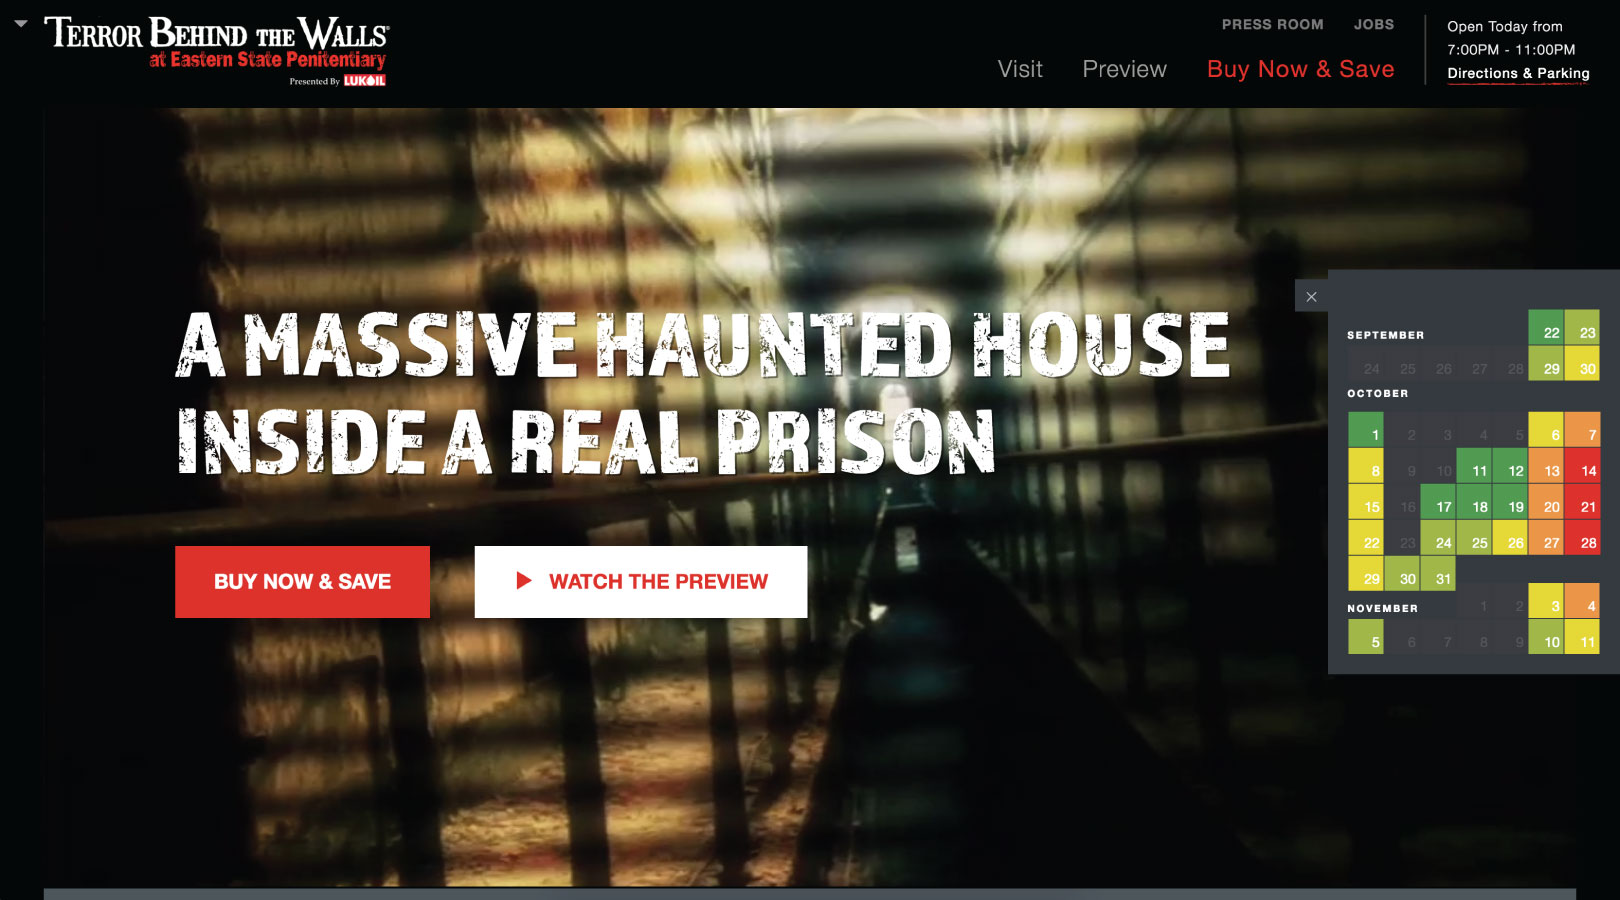 TERROR BEHIND THE WALLS®
at Eastern State Penitentiary
Presented By LUKOIL
PRESS ROOM JOBS
Visit Preview Buy Now & Save
Open Today from
7:00PM - 11:00PM
Directions & Parking
A MASSIVE HAUNTED HOUSE
INSIDE A REAL PRISON
BUY NOW & SAVE
WATCH THE PREVIEW
SEPTEMBER 22 23
24 25 26 27 28 29 30
OCTOBER
1 2 3 4 5 6 7
8 9 10 11 12 13 14
15 16 17 18 19 20 21
22 23 24 25 26 27 28
29 30 31
NOVEMBER 1 2 3 4
5 6 7 8 9 10 11